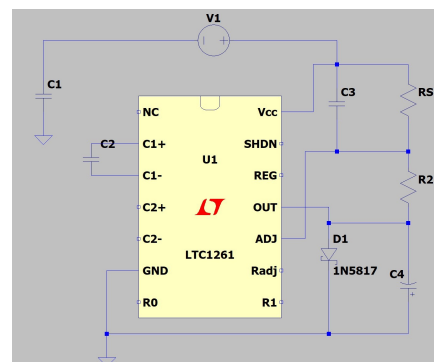 V1
C1
C3
RS
NC
Vcc
C1+
C2
SHDN
U1
C1-
REG
R2
C2+
OUT
C2-
ADJ
D1
LTC1261
1N5817
GND
Radj
C4
R0
R1